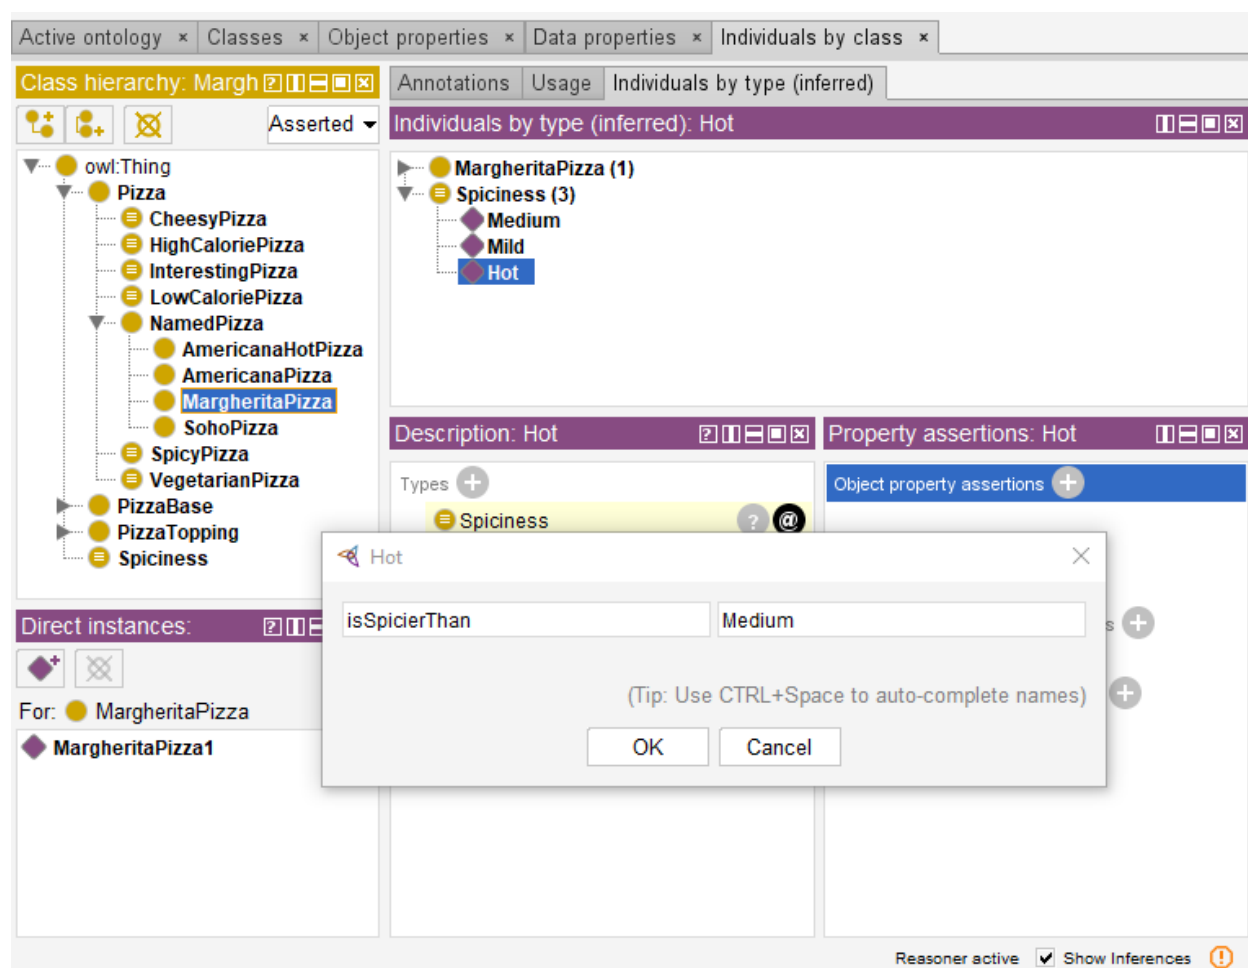 Active ontology × Classes × Object properties × Data properties × Individuals by class ×
Class hierarchy: Margh
Asserted
owl:Thing
Pizza
CheesyPizza
HighCaloriePizza
InterestingPizza
LowCaloriePizza
NamedPizza
AmericanaHotPizza
AmericanaPizza
MargheritaPizza
SohoPizza
SpicyPizza
VegetarianPizza
PizzaBase
PizzaTopping
Spiciness
Annotations Usage Individuals by type (inferred)
Individuals by type (inferred): Hot
MargheritaPizza (1)
Spiciness (3)
Medium
Mild
Hot
Description: Hot
Types
Spiciness
Property assertions: Hot
Object property assertions
s
Hot
isSpicierThan Medium
(Tip: Use CTRL+Space to auto-complete names)
OK Cancel
Direct instances:
For: MargheritaPizza
MargheritaPizza1
Reasoner active Show Inferences